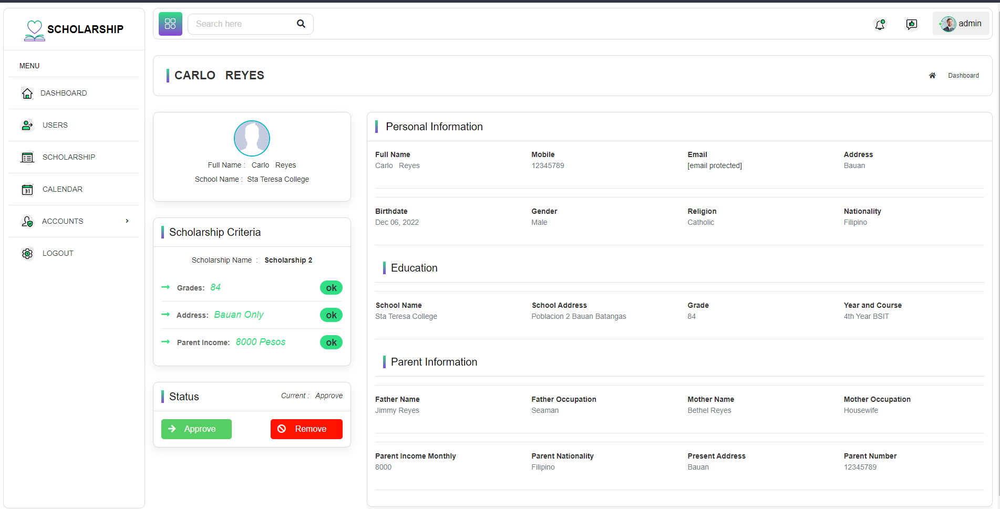 SCHOLARSHIP
MENU
DASHBOARD
USERS
SCHOLARSHIP
CALENDAR
31
ACCOUNTS
LOGOUT
Search here
admin
CARLO REYES
Dashboard
Full Name : Carlo Reyes
School Name : Sta Teresa College
Scholarship Criteria
Scholarship Name : Scholarship 2
Grades: 84 ok
Address: Bauan Only ok
Parent Income: 8000 Pesos ok
Status Current : Approve
Approve Remove
Personal Information
Full Name Mobile Email Address
Carlo Reyes 12345789 [email protected] Bauan
Birthdate Gender Religion Nationality
Dec 06, 2022 Male Catholic Filipino
Education
School Name School Address Grade Year and Course
Sta Teresa College Poblacion 2 Bauan Batangas 84 4th Year BSIT
Parent Information
Father Name Father Occupation Mother Name Mother Occupation
Jimmy Reyes Seaman Bethel Reyes Housewife
Parent Income Monthly Parent Nationality Present Address Parent Number
8000 Filipino Bauan 12345789